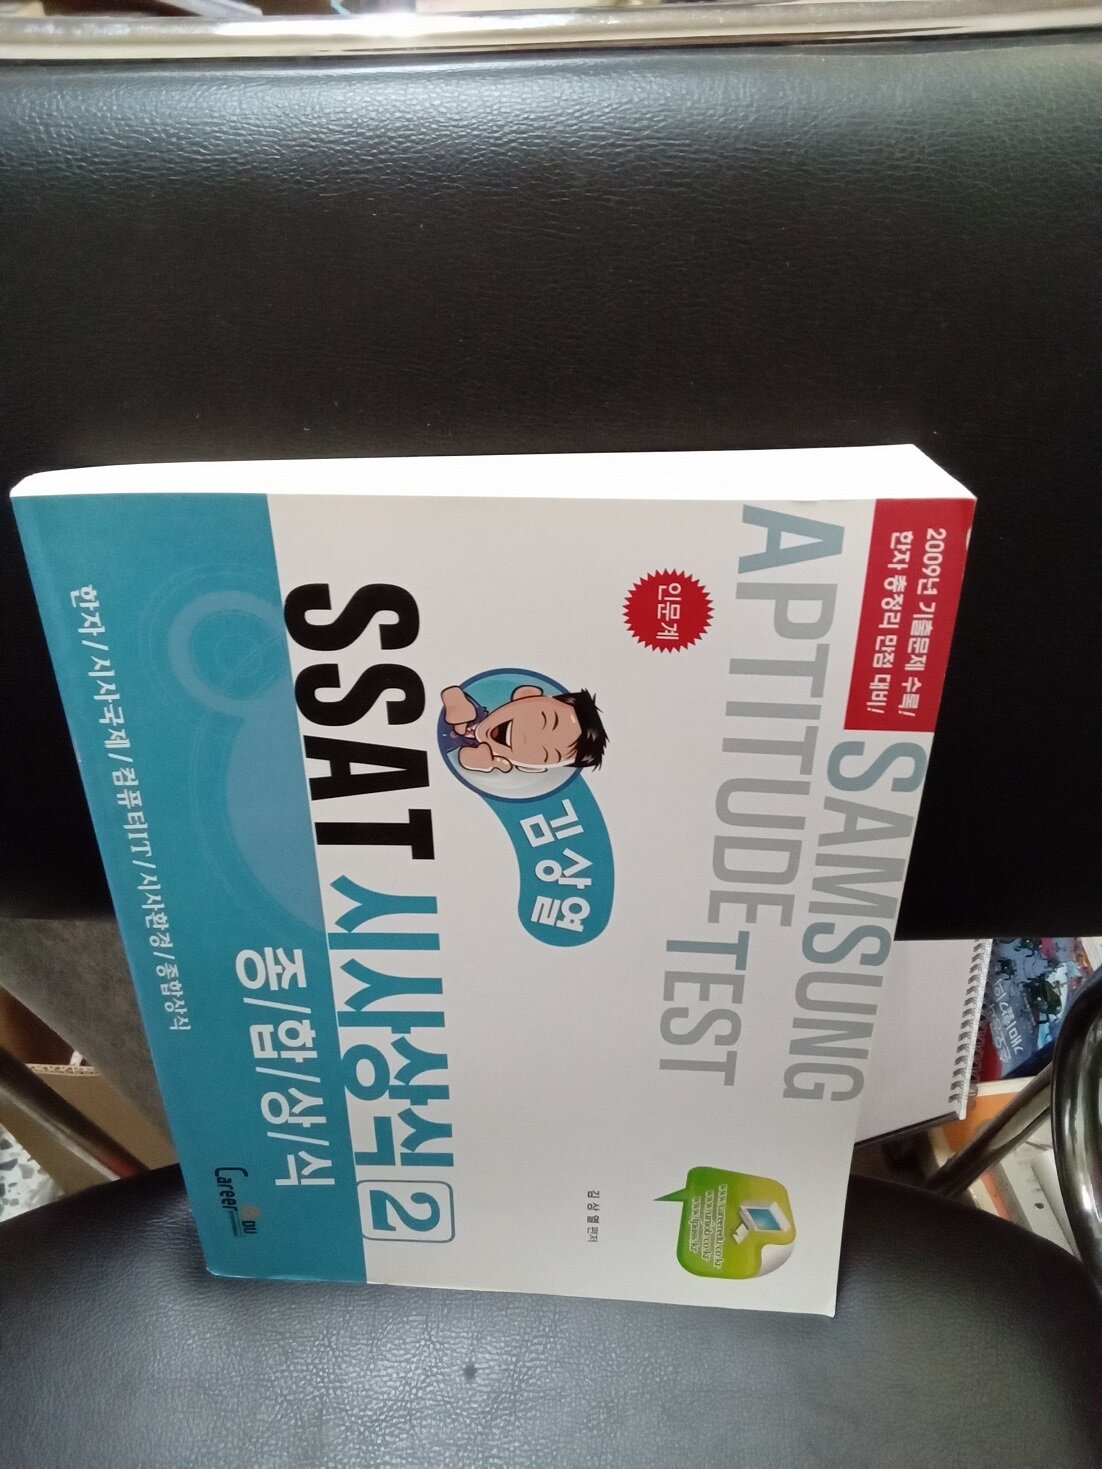 2009년 기출문제 수록!
한자 총정리 만점 대비!
SAMSUNG
APTITUDE
TEST
인문계
김상열
김상열 편저
SSAT 시사상식 2
종/합/상/식
한자/시사국제/컴퓨터IT/시사환경/종합상식
Career